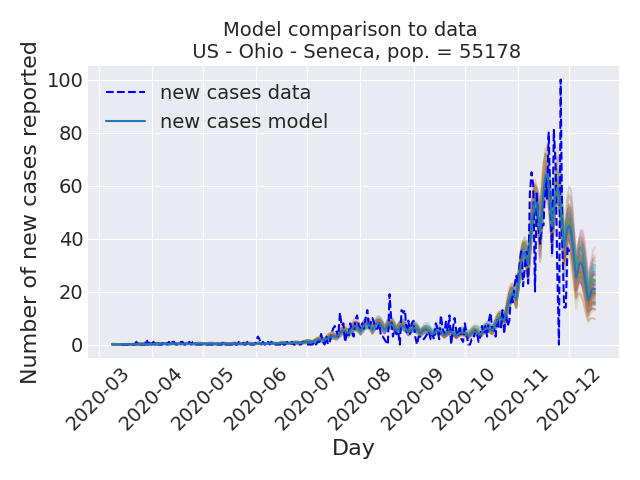 Model comparison to data
US - Ohio - Seneca, pop. = 55178
Number of new cases reported
100
80
60
40
20
0
new cases data
new cases model
2020-03
2020-04
2020-05
2020-06
2020-07
2020-08
2020-09
2020-10
2020-11
2020-12
Day